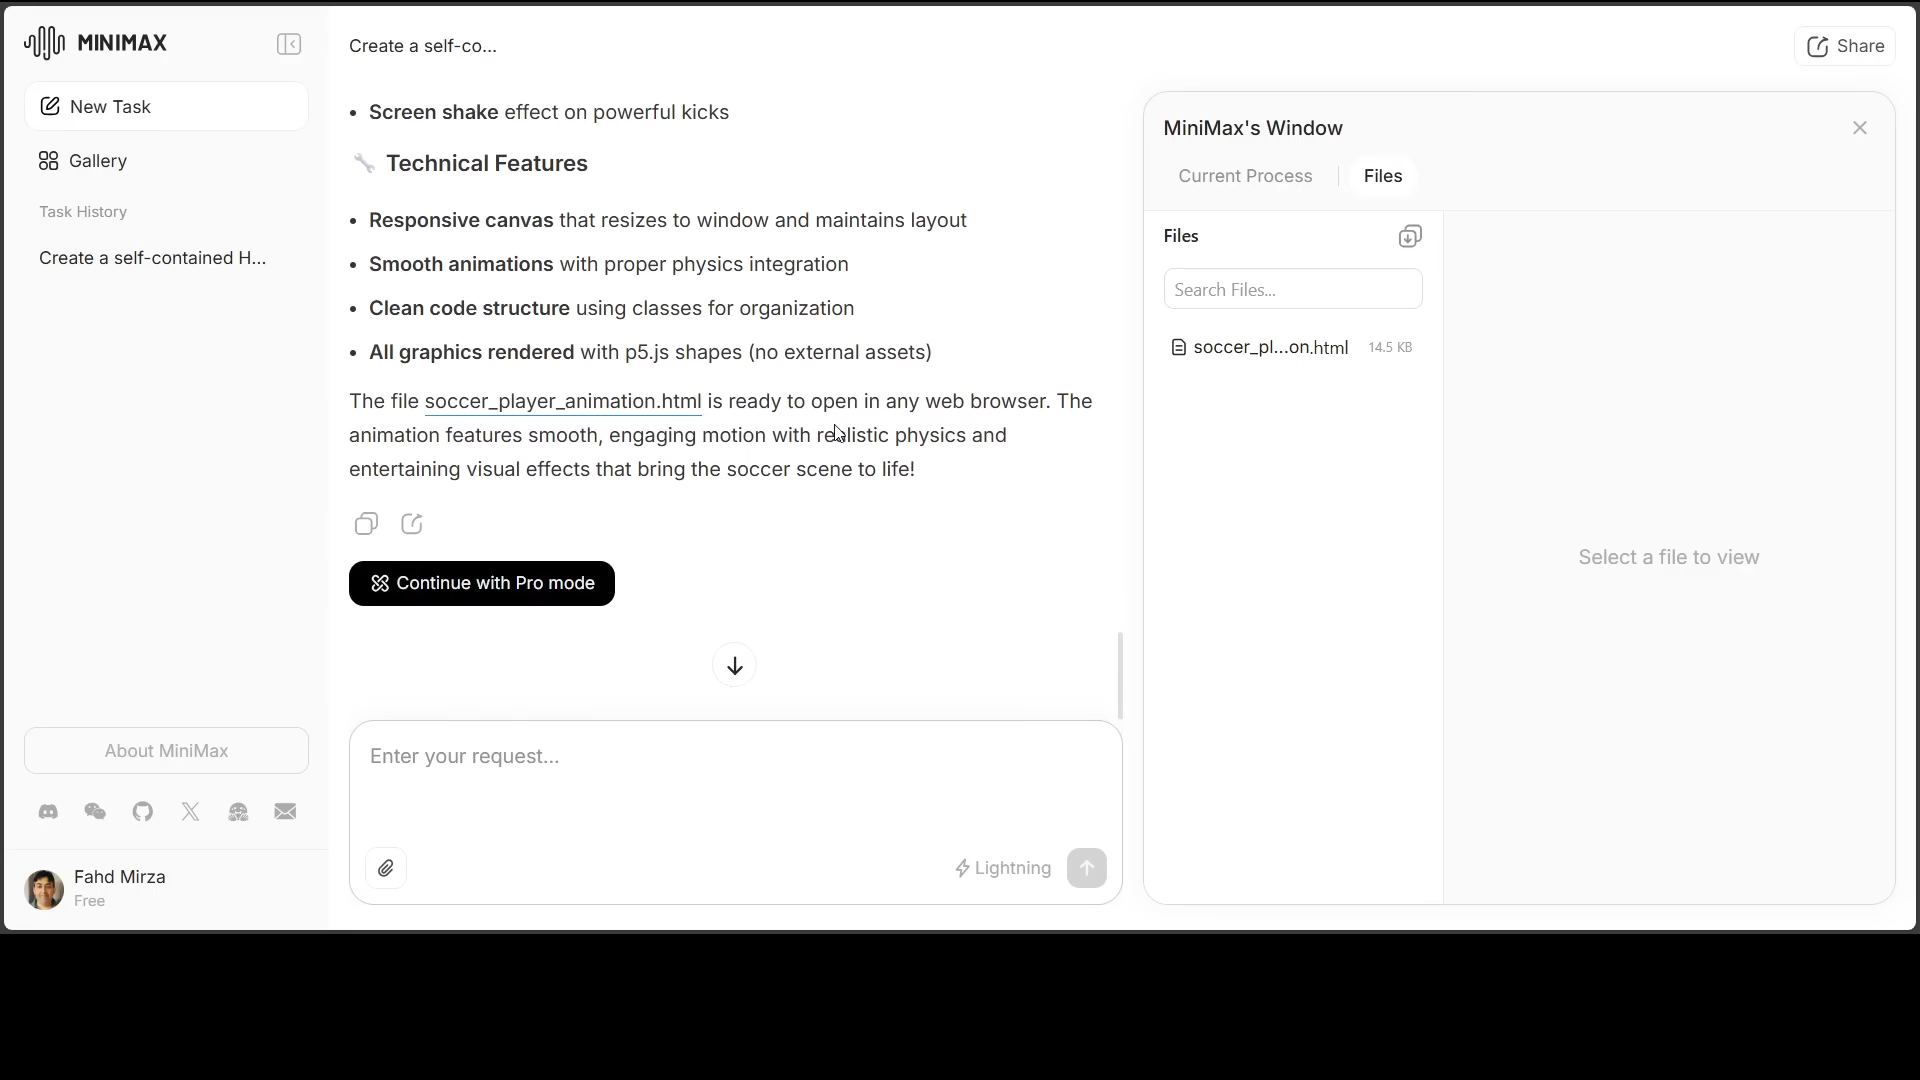 MINIMAX
New Task
Gallery
Task History
Create a self-contained H...
About MiniMax
Fahd Mirza
Free
Create a self-co...
Share
• Screen shake effect on powerful kicks
Technical Features
• Responsive canvas that resizes to window and maintains layout
• Smooth animations with proper physics integration
• Clean code structure using classes for organization
• All graphics rendered with p5.js shapes (no external assets)
The file soccer_player_animation.html is ready to open in any web browser. The
animation features smooth, engaging motion with realistic physics and
entertaining visual effects that bring the soccer scene to life!
Continue with Pro mode
Enter your request...
Lightning
MiniMax's Window
Current Process
Files
Files
Search Files...
soccer_pl...on.html 14.5 KB
Select a file to view